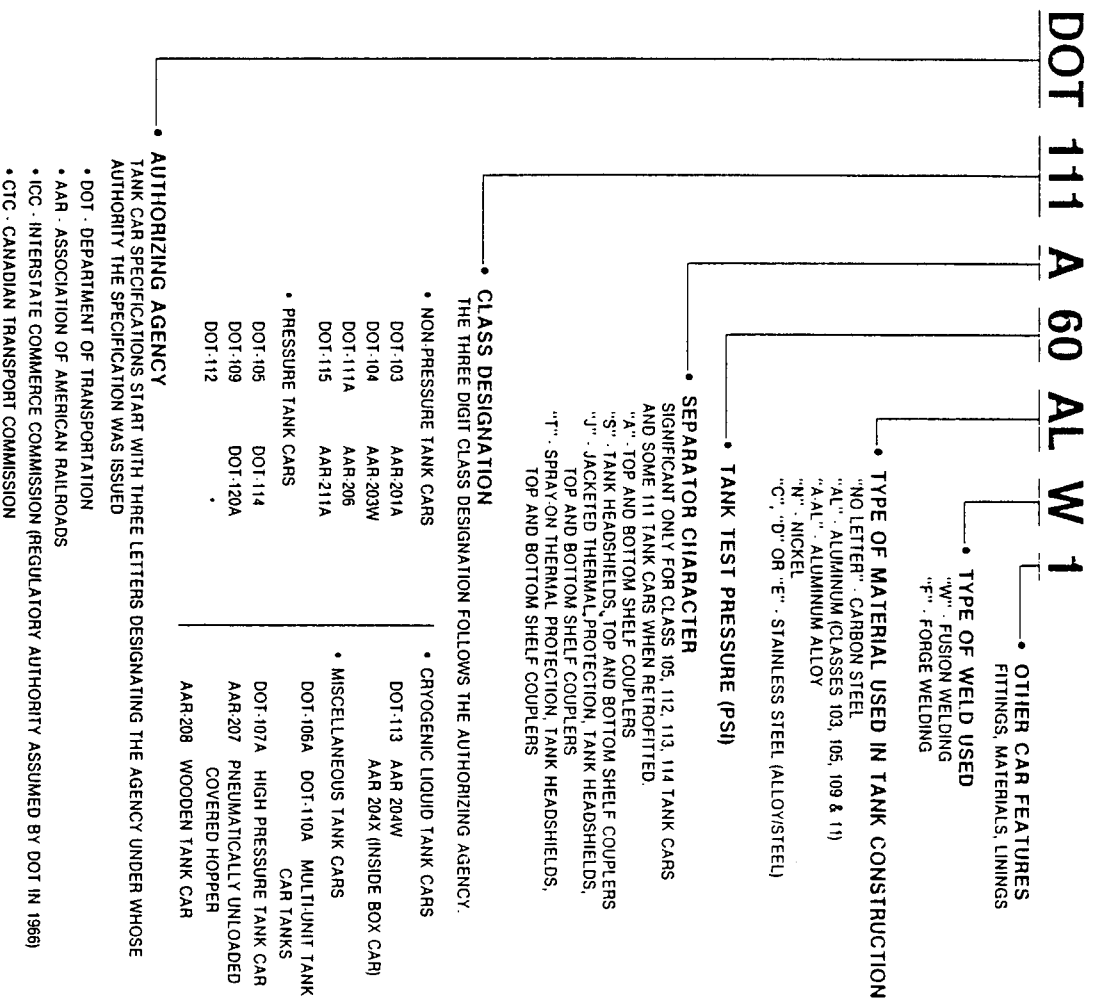 DOT 111 A 60 AL W 1
• OTHER CAR FEATURES
FITTINGS, MATERIALS, LININGS
• TYPE OF WELD USED
"W" - FUSION WELDING
"F" - FORGE WELDING
• TYPE OF MATERIAL USED IN TANK CONSTRUCTION
"NO LETTER" - CARBON STEEL
"AL" - ALUMINUM (CLASSES 103, 105, 109 & 11)
"A-AL" - ALUMINUM ALLOY
"N" - NICKEL
"C", "D" OR "E" - STAINLESS STEEL (ALLOY/STEEL)
• TANK TEST PRESSURE (PSI)
• SEPARATOR CHARACTER
SIGNIFICANT ONLY FOR CLASS 105, 112, 113, 114 TANK CARS
AND SOME 111 TANK CARS WHEN RETROFITTED.
"A" - TOP AND BOTTOM SHELF COUPLERS
"S" - TANK HEADSHIELDS, TOP AND BOTTOM SHELF COUPLERS
"J" - JACKETED THERMAL PROTECTION, TANK HEADSHIELDS,
TOP AND BOTTOM SHELF COUPLERS
"T" - SPRAY-ON THERMAL PROTECTION, TANK HEADSHIELDS,
TOP AND BOTTOM SHELF COUPLERS
• CLASS DESIGNATION
THE THREE DIGIT CLASS DESIGNATION FOLLOWS THE AUTHORIZING AGENCY.
• NON-PRESSURE TANK CARS
DOT-103 AAR-201A
DOT-104 AAR-203W
DOT-111A AAR-206
DOT-115 AAR-211A
• PRESSURE TANK CARS
DOT-105 DOT-114
DOT-109 DOT-120A
DOT-112 •
• CRYOGENIC LIQUID TANK CARS
DOT-113 AAR 204W
AAR 204X (INSIDE BOX CAR)
• MISCELLANEOUS TANK CARS
DOT-106A DOT-110A MULTI-UNIT TANK
CAR TANKS
DOT-107A HIGH PRESSURE TANK CAR
AAR-207 PNEUMATICALLY UNLOADED
COVERED HOPPER
AAR-208 WOODEN TANK CAR
• AUTHORIZING AGENCY
TANK CAR SPECIFICATIONS START WITH THREE LETTERS DESIGNATING THE AGENCY UNDER WHOSE
AUTHORITY THE SPECIFICATION WAS ISSUED
• DOT - DEPARTMENT OF TRANSPORTATION
• AAR - ASSOCIATION OF AMERICAN RAILROADS
• ICC - INTERSTATE COMMERCE COMMISSION (REGULATORY AUTHORITY ASSUMED BY DOT IN 1966)
• CTC - CANADIAN TRANSPORT COMMISSION